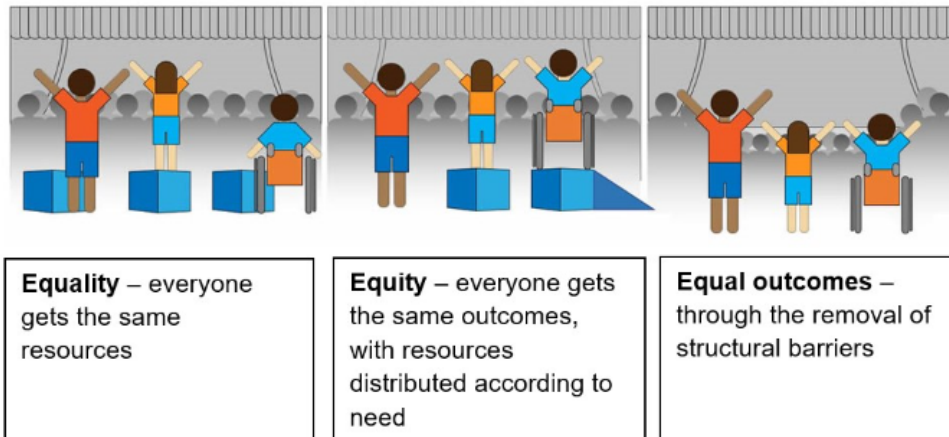 Equality – everyone
gets the same
resources
Equity – everyone gets
the same outcomes,
with resources
distributed according to
need
Equal outcomes –
through the removal of
structural barriers